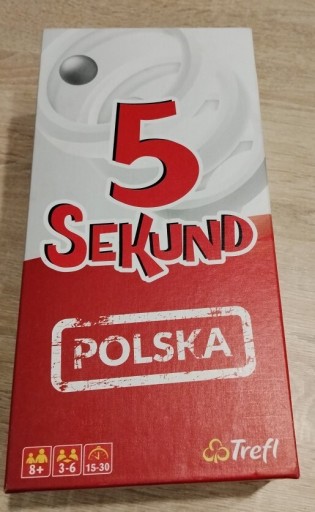 5
SEKUND
POLSKA
8+ 3-6 15-30
Trefl